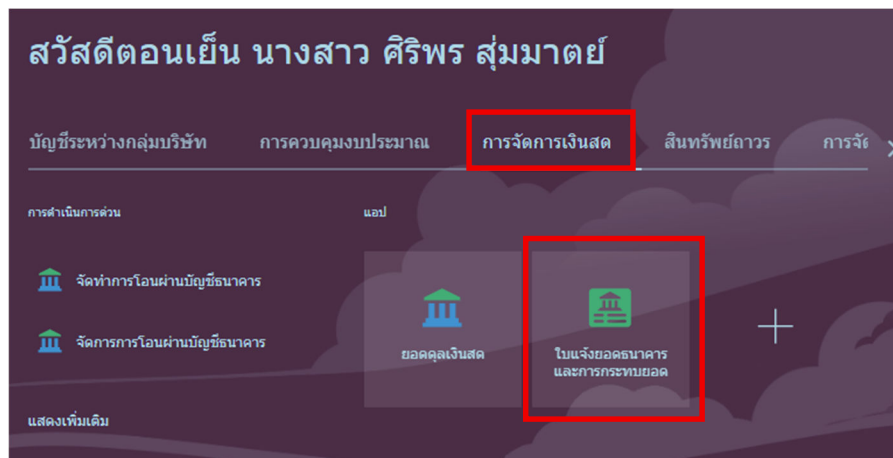 สวัสดีตอนเย็น นางสาว ศิริพร สุ่มมาตย์
บัญชีระหว่างกลุ่มบริษัท การควบคุมงบประมาณ การจัดการเงินสด สินทรัพย์ถาวร การจัด
การดำเนินการด่วน แอป
จัดทำการโอนผ่านบัญชีธนาคาร
จัดการการโอนผ่านบัญชีธนาคาร
ยอดดุลเงินสด ใบแจ้งยอดธนาคาร
และการกระทบยอด
แสดงเพิ่มเติม